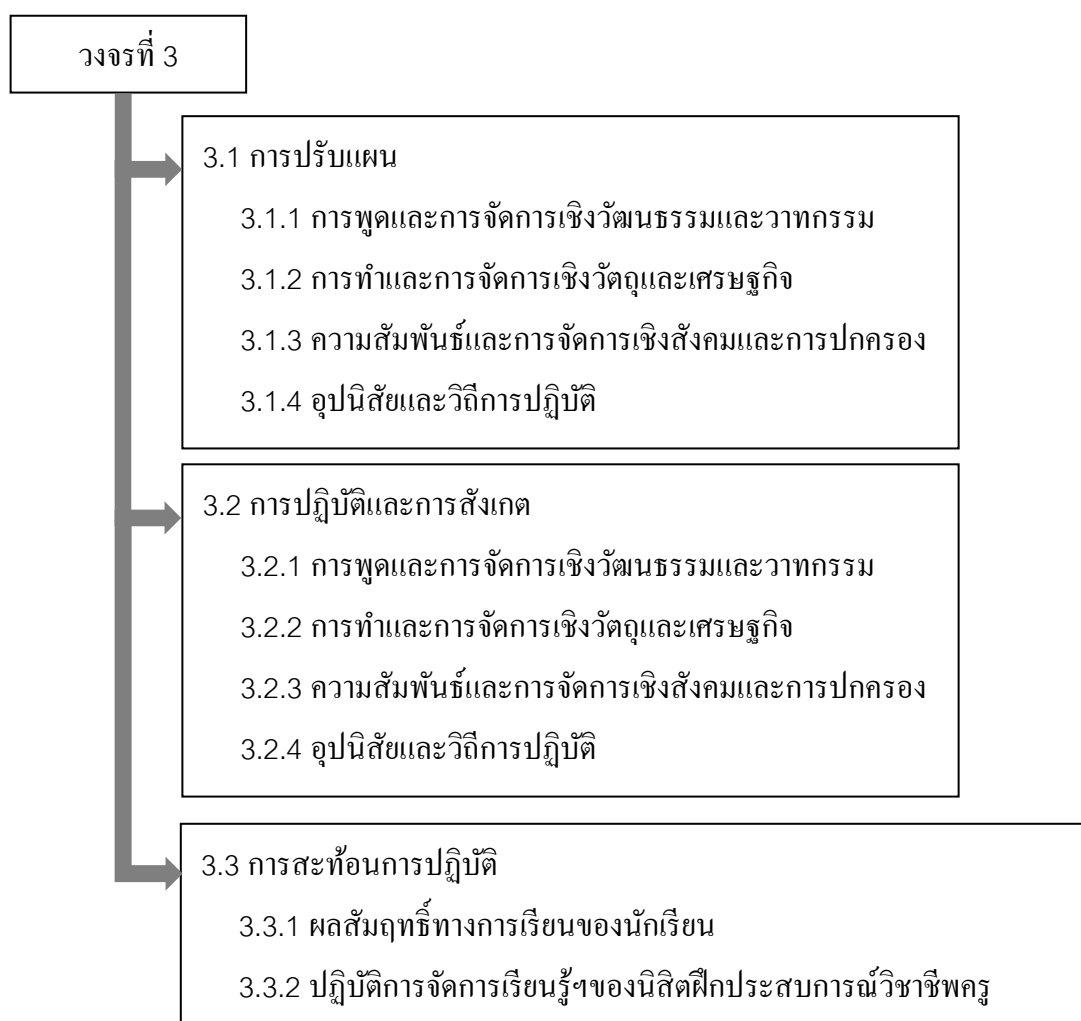 วงจรที่ 3
3.1 การปรับแผน
3.1.1 การพูดและการจัดการเชิงวัฒนธรรมและวาทกรรม
3.1.2 การทำและการจัดการเชิงวัตถุและเศรษฐกิจ
3.1.3 ความสัมพันธ์และการจัดการเชิงสังคมและการปกครอง
3.1.4 อุปนิสัยและวิถีการปฏิบัติ
3.2 การปฏิบัติและการสังเกต
3.2.1 การพูดและการจัดการเชิงวัฒนธรรมและวาทกรรม
3.2.2 การทำและการจัดการเชิงวัตถุและเศรษฐกิจ
3.2.3 ความสัมพันธ์และการจัดการเชิงสังคมและการปกครอง
3.2.4 อุปนิสัยและวิถีการปฏิบัติ
3.3 การสะท้อนการปฏิบัติ
3.3.1 ผลสัมฤทธิ์ทางการเรียนของนักเรียน
3.3.2 ปฏิบัติการจัดการเรียนรู้ฯของนิสิตฝึกประสบการณ์วิชาชีพครู